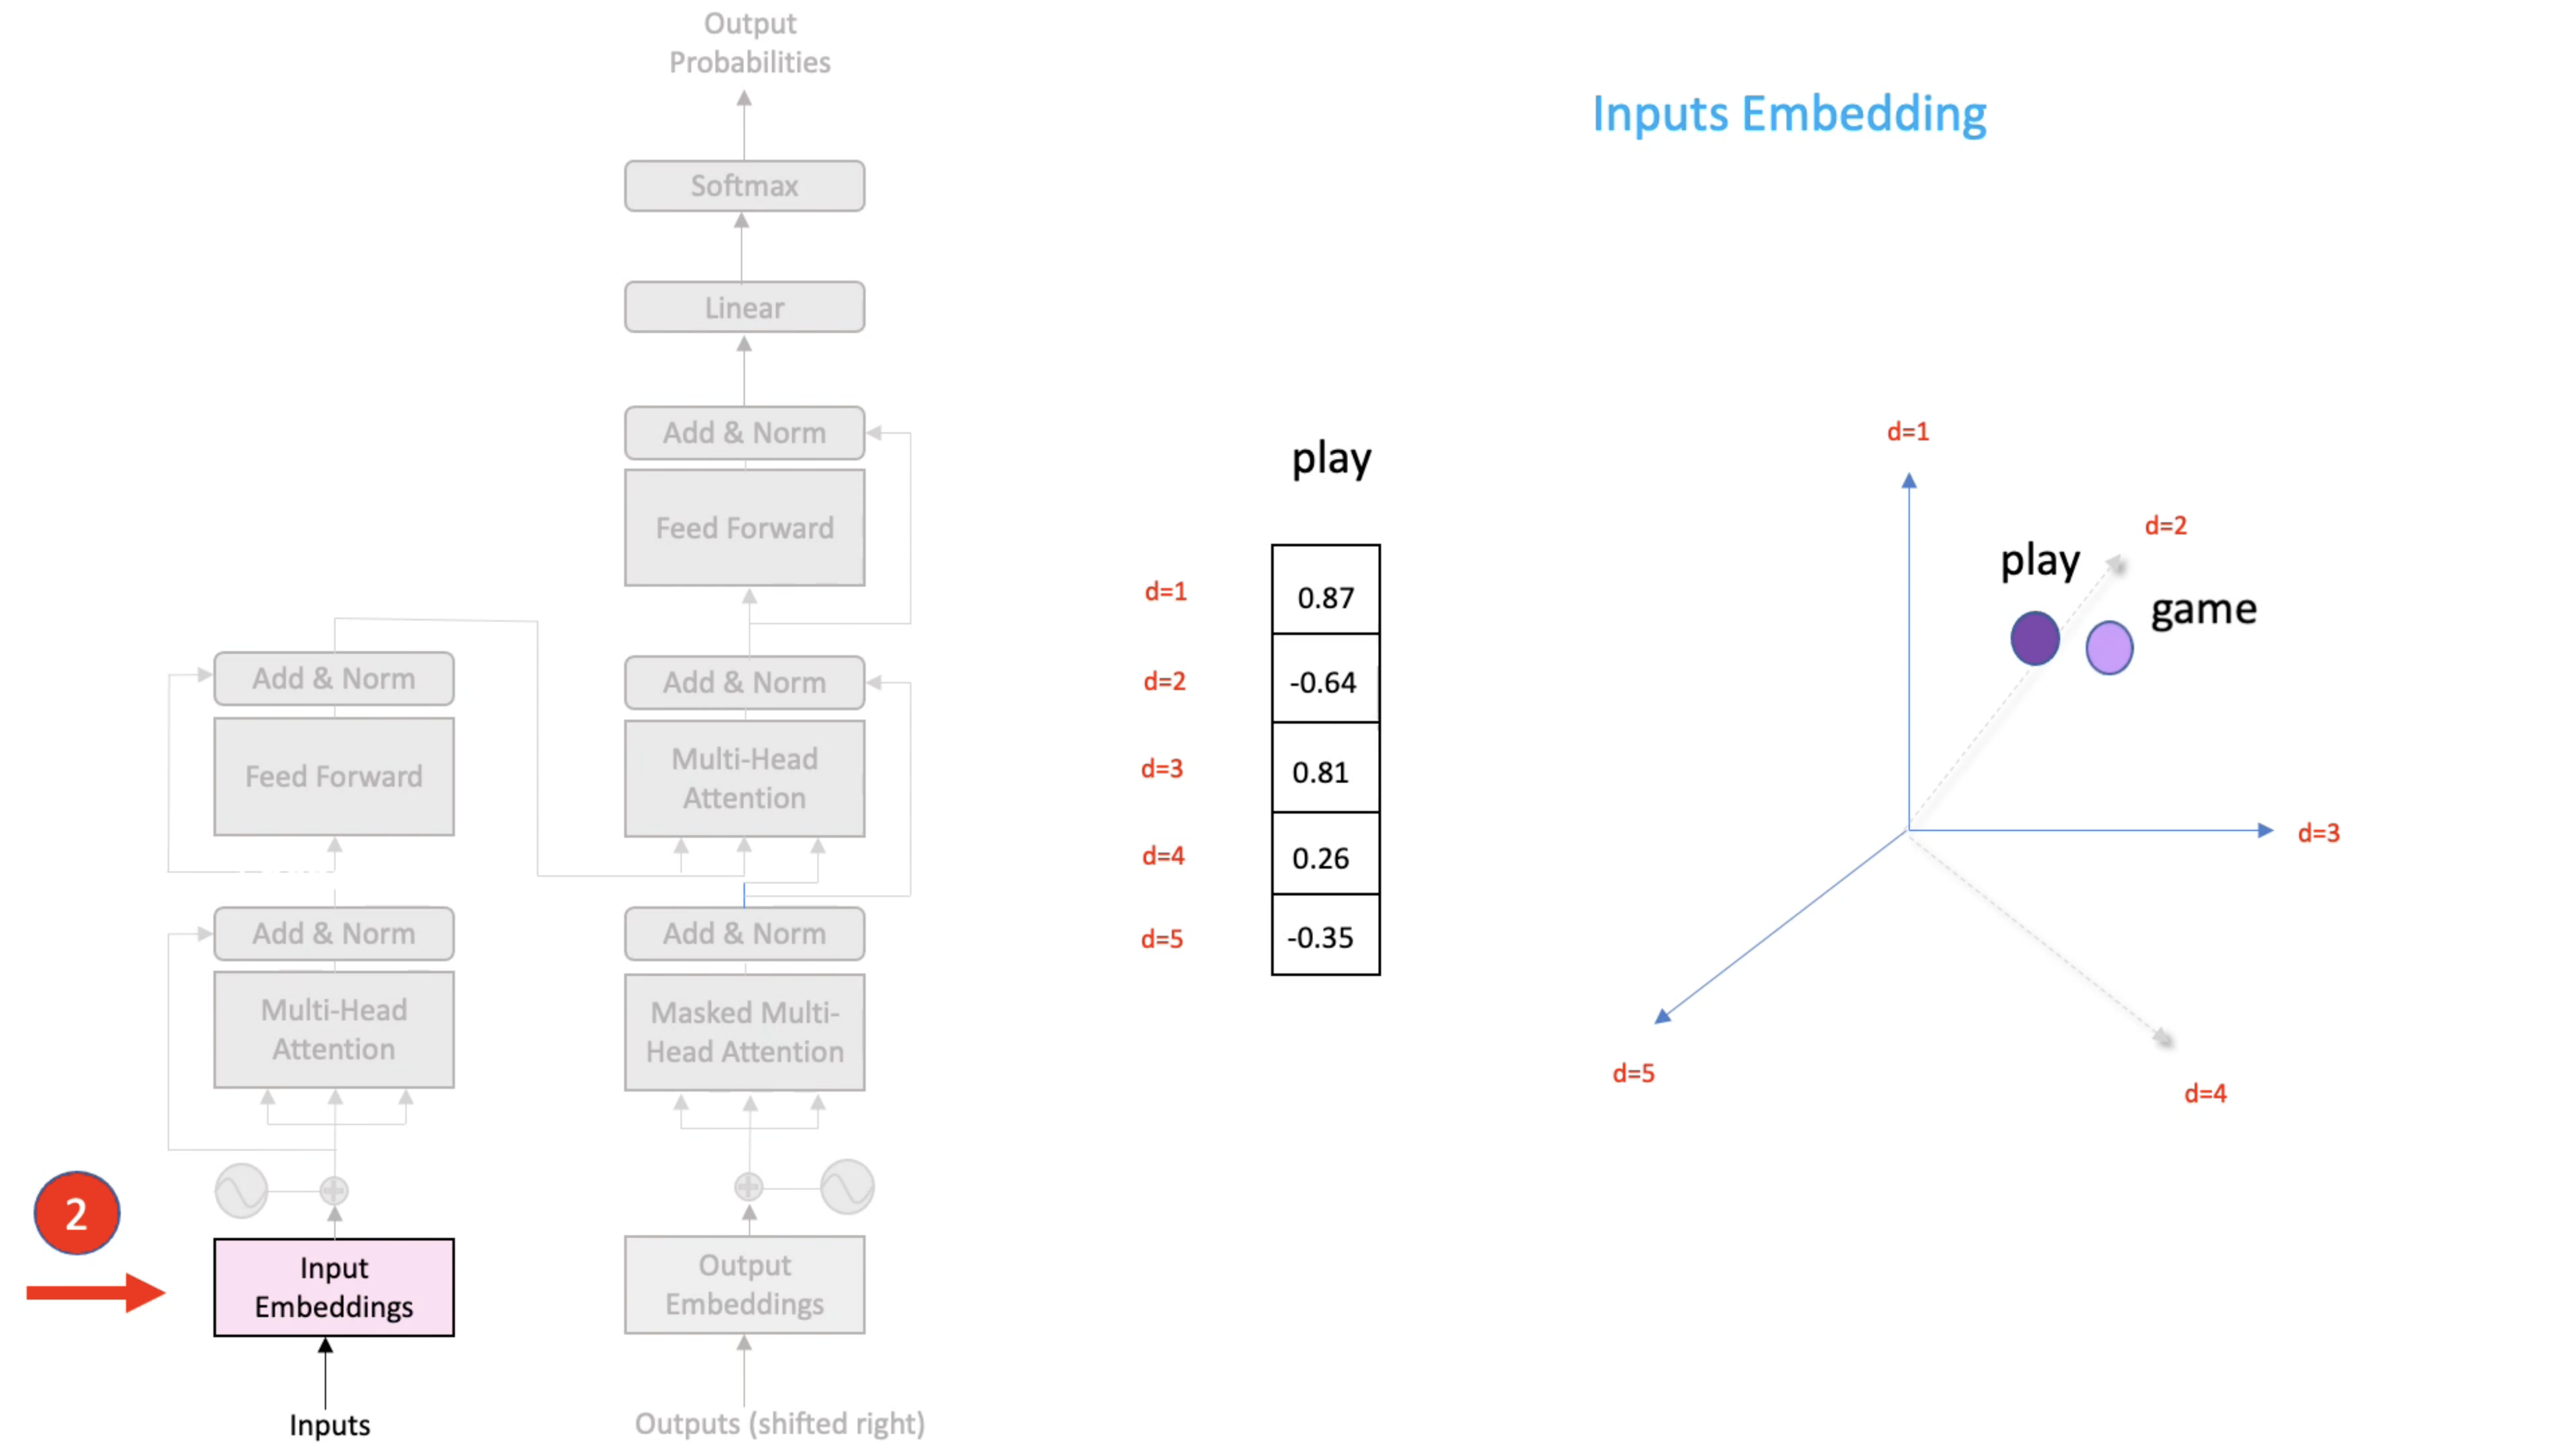 Output
Probabilities
Softmax
Linear
Add & Norm
Feed Forward
Add & Norm
Multi-Head
Attention
Add & Norm
Masked Multi-
Head Attention
Output
Embeddings
Outputs (shifted right)
Add & Norm
Feed Forward
Add & Norm
Multi-Head
Attention
2
Input
Embeddings
Inputs
Inputs Embedding
play
d=1 0.87
d=2 -0.64
d=3 0.81
d=4 0.26
d=5 -0.35
d=1
d=2
play
game
d=3
d=5
d=4